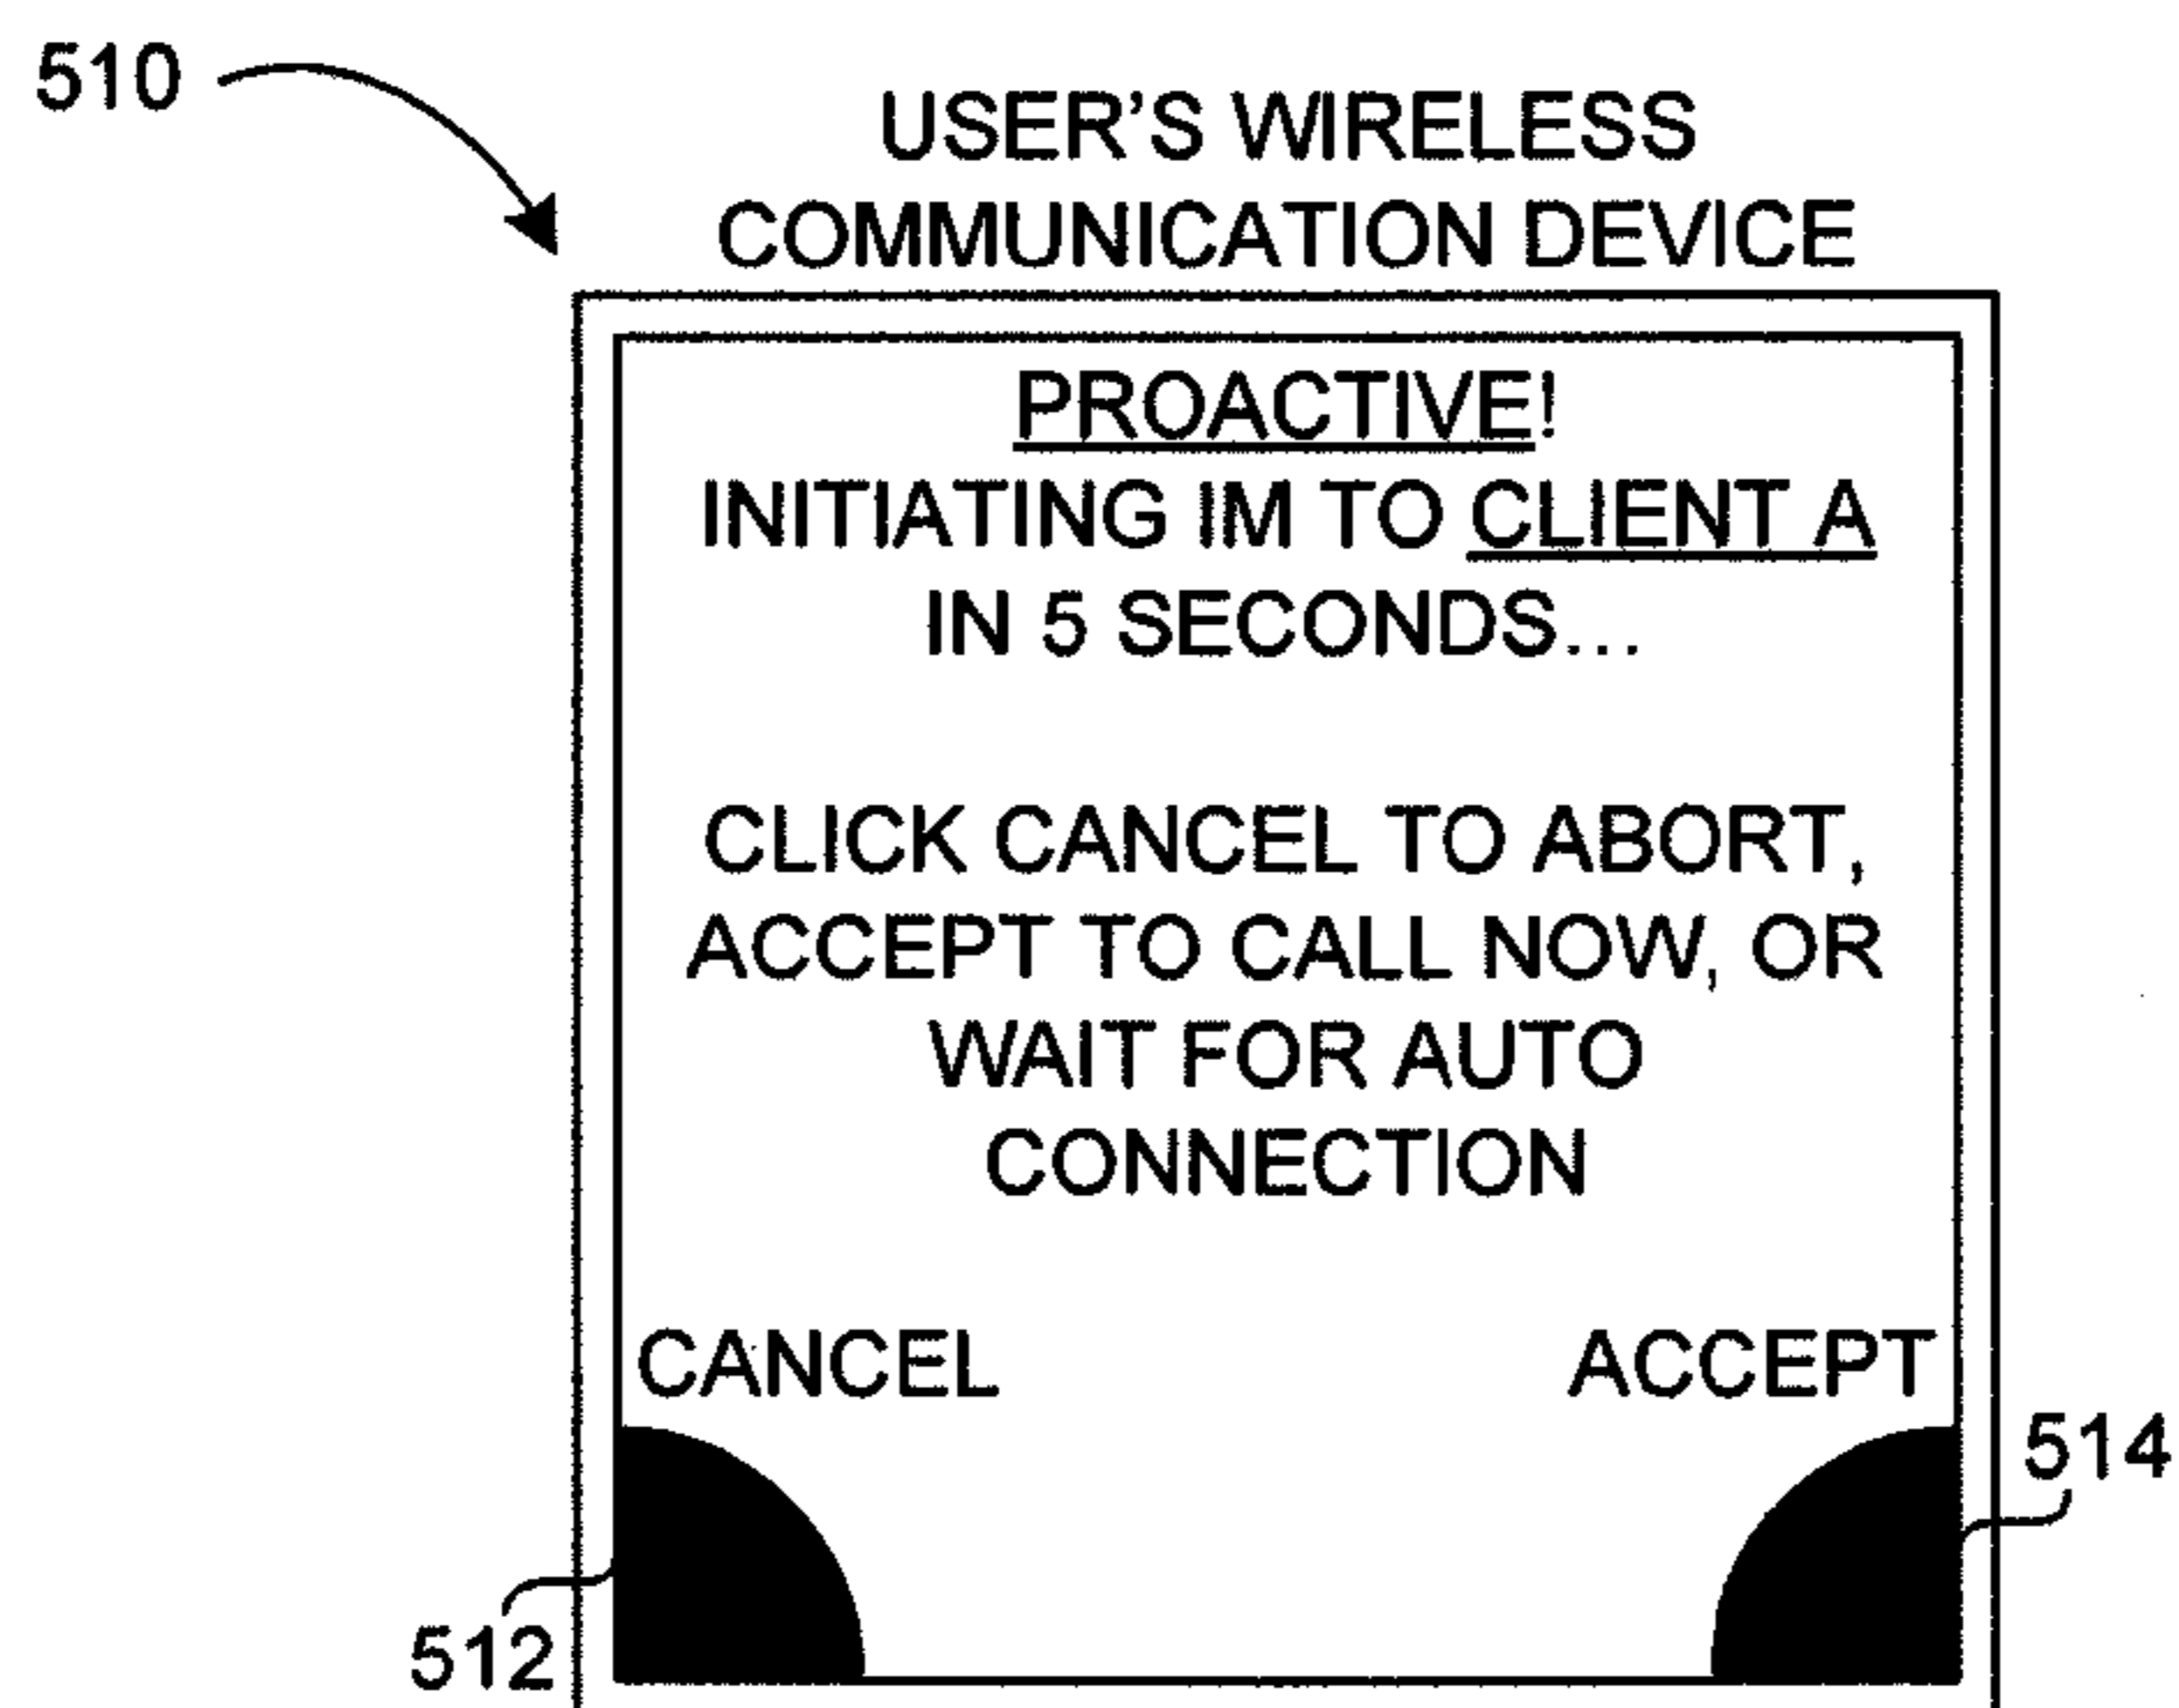 510
USER'S WIRELESS
COMMUNICATION DEVICE
PROACTIVE!
INITIATING IM TO CLIENT A
IN 5 SECONDS...
CLICK CANCEL TO ABORT,
ACCEPT TO CALL NOW, OR
WAIT FOR AUTO
CONNECTION
CANCEL
ACCEPT
514
512